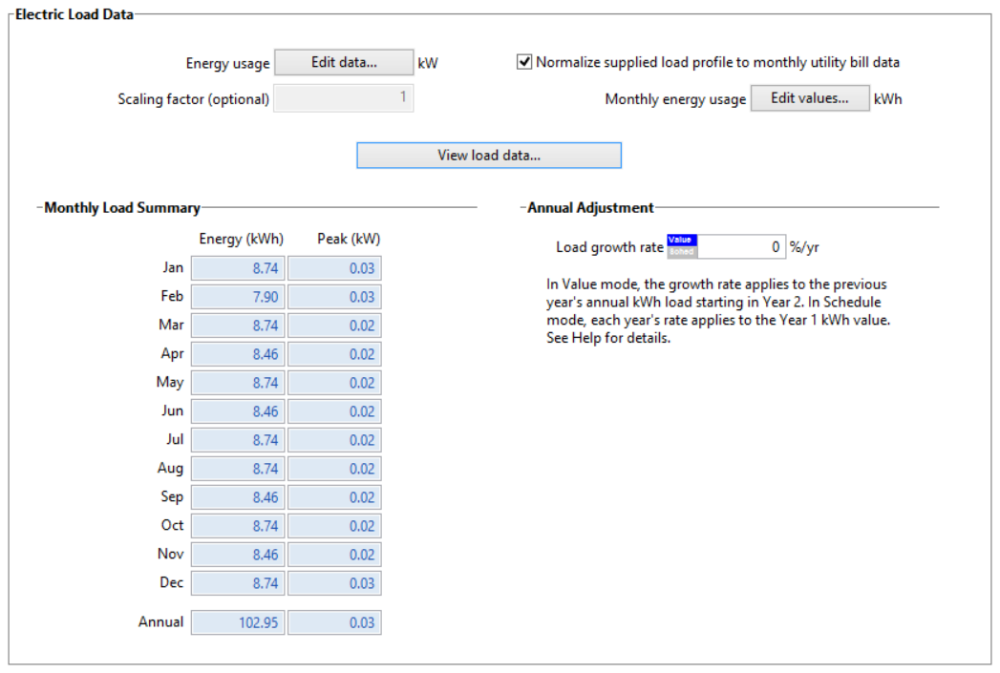 Electric Load Data
Energy usage Edit data... kW
Normalize supplied load profile to monthly utility bill data
Scaling factor (optional) 1
Monthly energy usage Edit values... kWh
View load data...
Monthly Load Summary
Energy (kWh) Peak (kW)
Jan 8.74 0.03
Feb 7.90 0.03
Mar 8.74 0.02
Apr 8.46 0.02
May 8.74 0.02
Jun 8.46 0.02
Jul 8.74 0.02
Aug 8.74 0.02
Sep 8.46 0.02
Oct 8.74 0.02
Nov 8.46 0.02
Dec 8.74 0.03
Annual 102.95 0.03
Annual Adjustment
Load growth rate Value Sched 0 %/yr
In Value mode, the growth rate applies to the previous
year's annual kWh load starting in Year 2. In Schedule
mode, each year's rate applies to the Year 1 kWh value.
See Help for details.